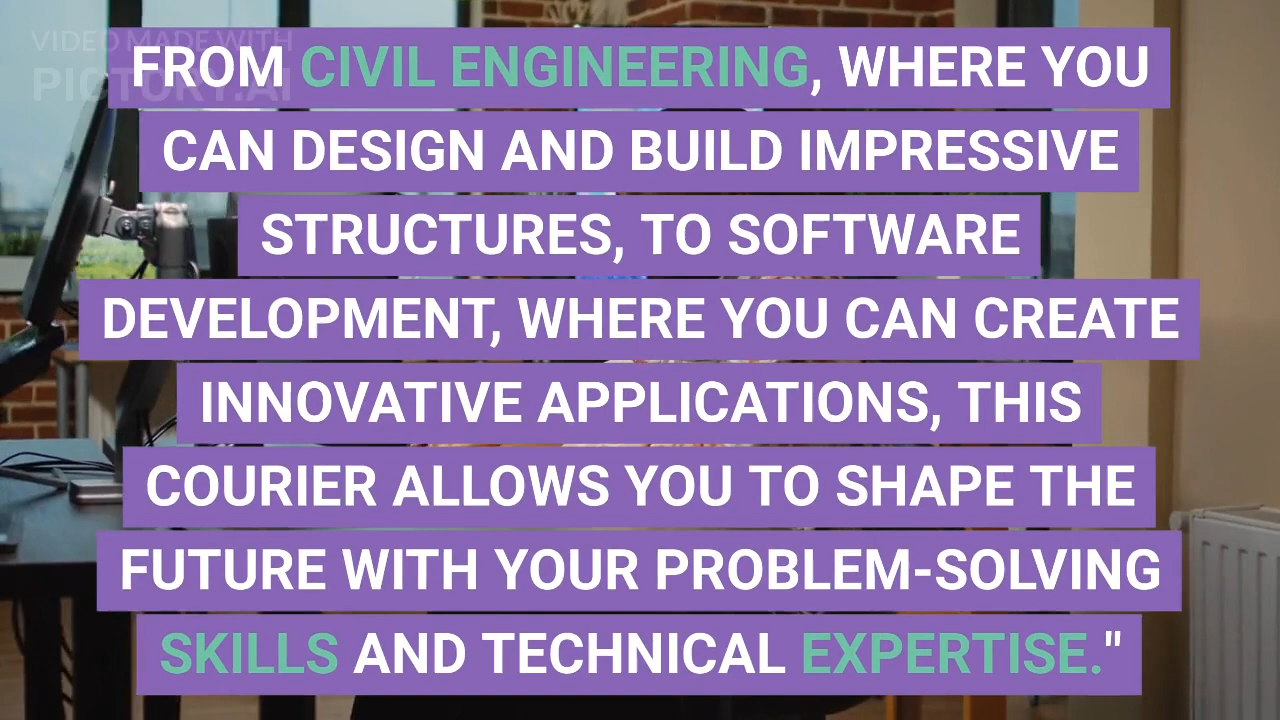 VIDEO MADE WITH
PICTORY.AI
FROM CIVIL ENGINEERING, WHERE YOU
CAN DESIGN AND BUILD IMPRESSIVE
STRUCTURES, TO SOFTWARE
DEVELOPMENT, WHERE YOU CAN CREATE
INNOVATIVE APPLICATIONS, THIS
COURIER ALLOWS YOU TO SHAPE THE
FUTURE WITH YOUR PROBLEM-SOLVING
SKILLS AND TECHNICAL EXPERTISE."